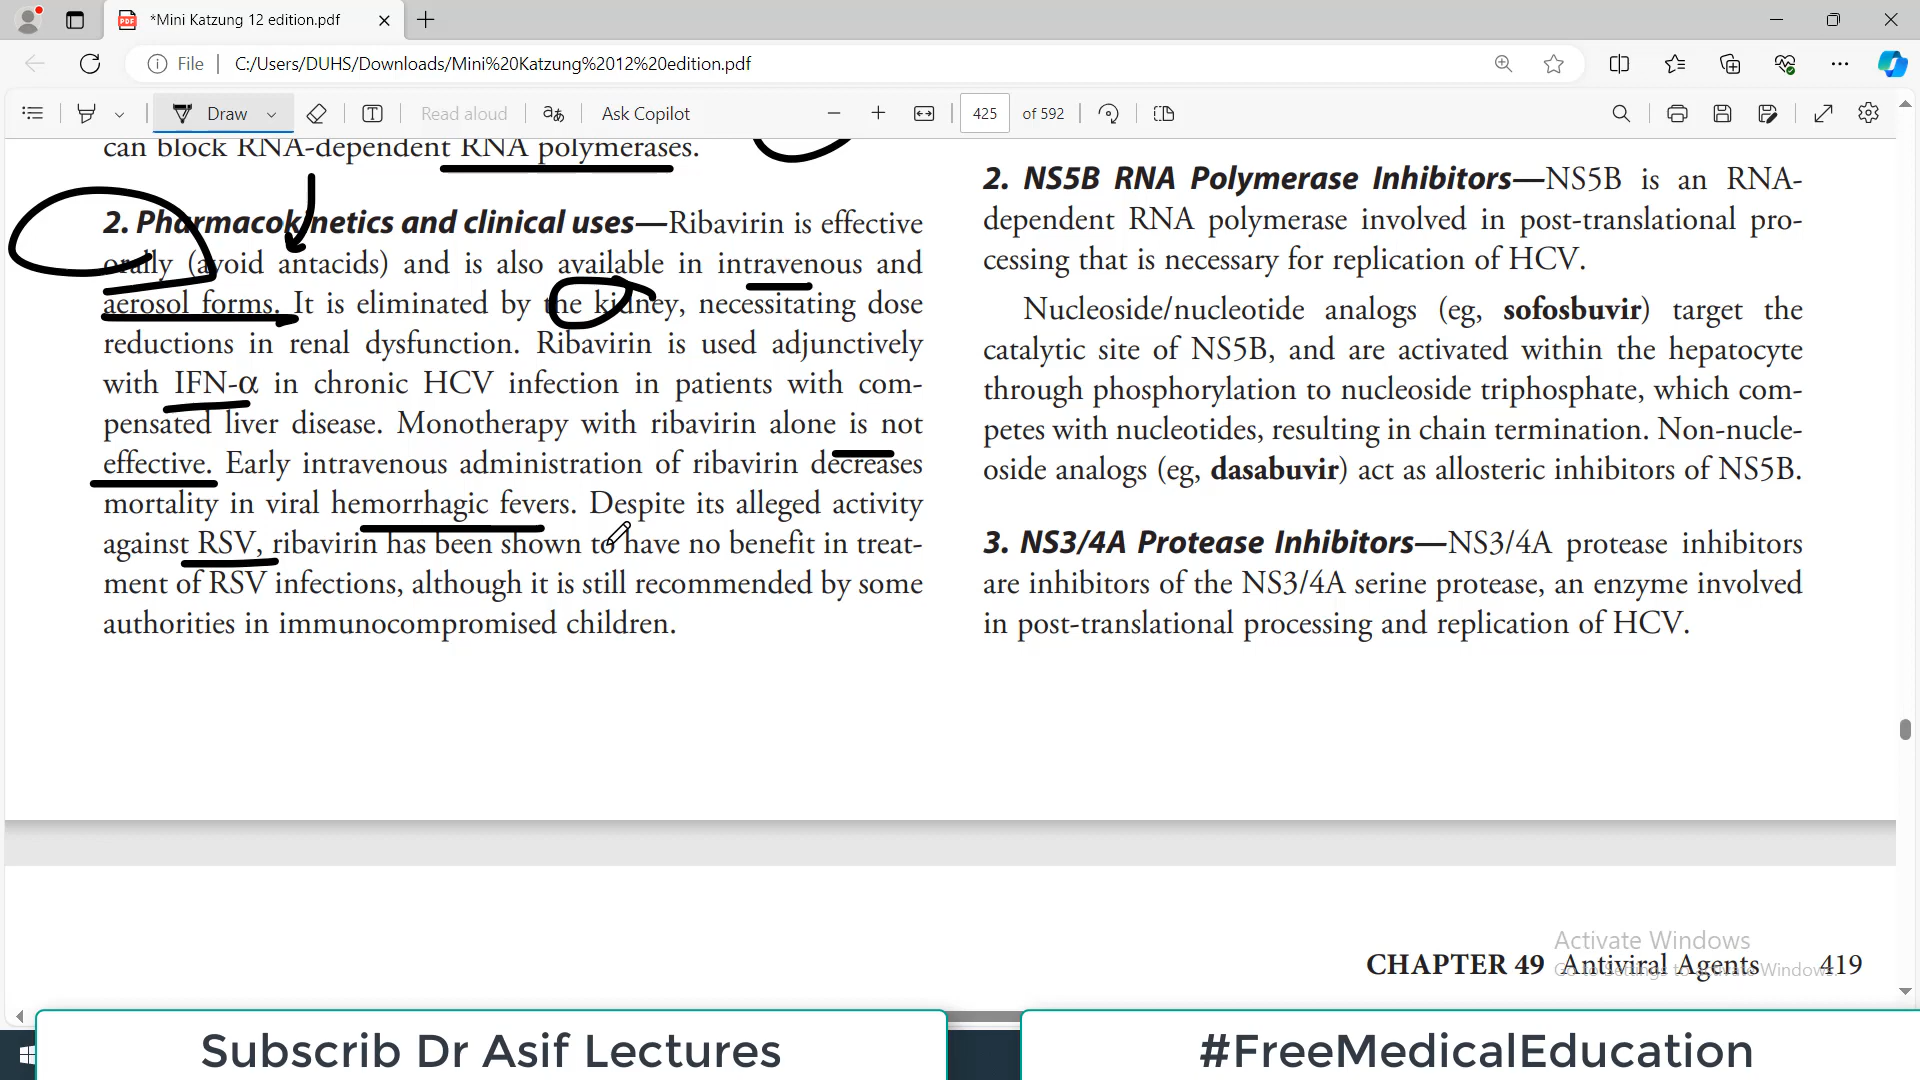 *Mini Katzung 12 edition.pdf
File
C:/Users/DUHS/Downloads/Mini%20Katzung%2012%20edition.pdf
Draw
Read aloud
Ask Copilot
425
of 592
can block RNA-dependent RNA polymerases.
2. Pharmacokinetics and clinical uses—Ribavirin is effective
orally (avoid antacids) and is also available in intravenous and
aerosol forms. It is eliminated by the kidney, necessitating dose
reductions in renal dysfunction. Ribavirin is used adjunctively
with IFN-α in chronic HCV infection in patients with com-
pensated liver disease. Monotherapy with ribavirin alone is not
effective. Early intravenous administration of ribavirin decreases
mortality in viral hemorrhagic fevers. Despite its alleged activity
against RSV, ribavirin has been shown to have no benefit in treat-
ment of RSV infections, although it is still recommended by some
authorities in immunocompromised children.
2. NS5B RNA Polymerase Inhibitors—NS5B is an RNA-
dependent RNA polymerase involved in post-translational pro-
cessing that is necessary for replication of HCV.
Nucleoside/nucleotide analogs (eg, sofosbuvir) target the
catalytic site of NS5B, and are activated within the hepatocyte
through phosphorylation to nucleoside triphosphate, which com-
petes with nucleotides, resulting in chain termination. Non-nucle-
oside analogs (eg, dasabuvir) act as allosteric inhibitors of NS5B.
3. NS3/4A Protease Inhibitors—NS3/4A protease inhibitors
are inhibitors of the NS3/4A serine protease, an enzyme involved
in post-translational processing and replication of HCV.
Activate Windows
Go to Settings to activate Windows.
CHAPTER 49 Antiviral Agents 419
Subscrib Dr Asif Lectures
#FreeMedicalEducation